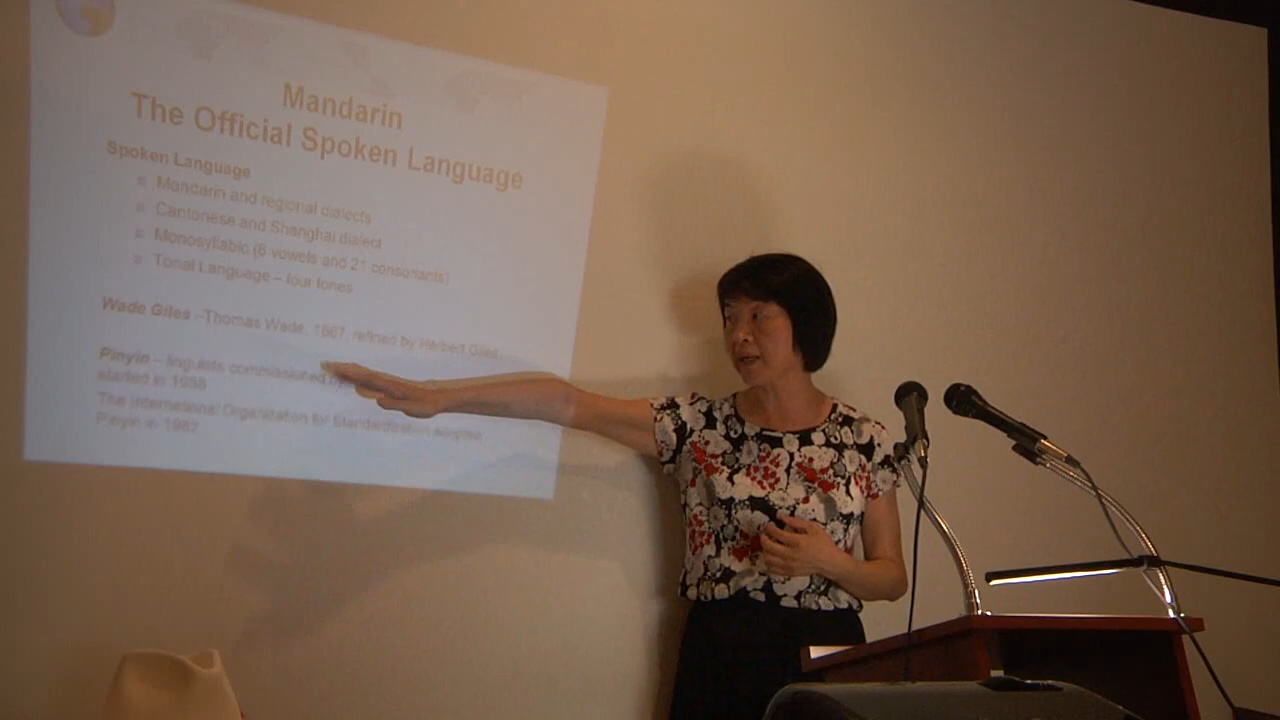 Mandarin
The Official Spoken Language
Spoken Language
Mandarin and regional dialects
Cantonese and Shanghai dialect
Monosyllabic (6 vowels and 21 consonants)
Tonal Language – four tones
Wade Giles –Thomas Wade, 1867, refined by Herbert Giles
Pinyin – linguists commissioned
started in 1958
The International Organization for Standardization adopted
Pinyin in 1982